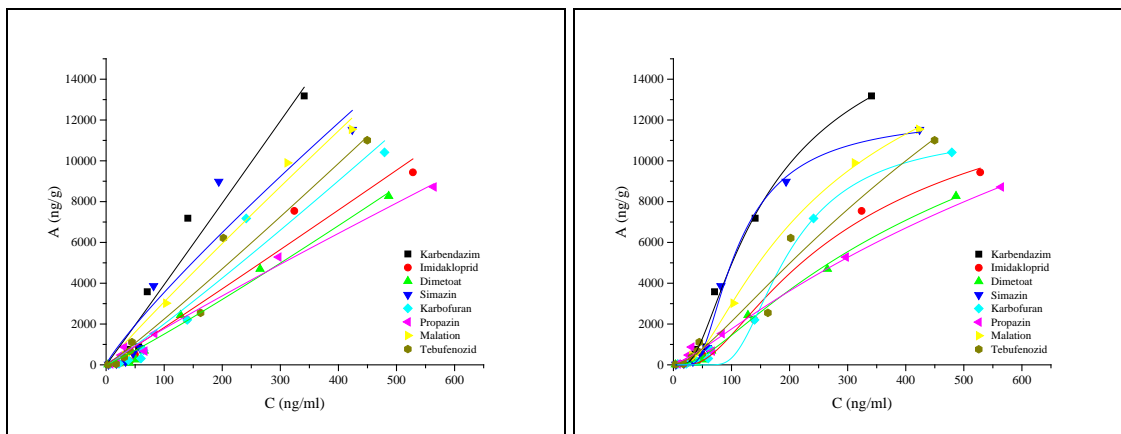 14000
12000
10000
8000
6000
4000
2000
0
A (ng/g)
Karbendazim
Imidakloprid
Dimetoat
Simazin
Karbofuran
Propazin
Malation
Tebufenozid
0 100 200 300 400 500 600
C (ng/ml)
14000
12000
10000
8000
6000
4000
2000
0
A (ng/g)
Karbendazim
Imidakloprid
Dimetoat
Simazin
Karbofuran
Propazin
Malation
Tebufenozid
0 100 200 300 400 500 600
C (ng/ml)